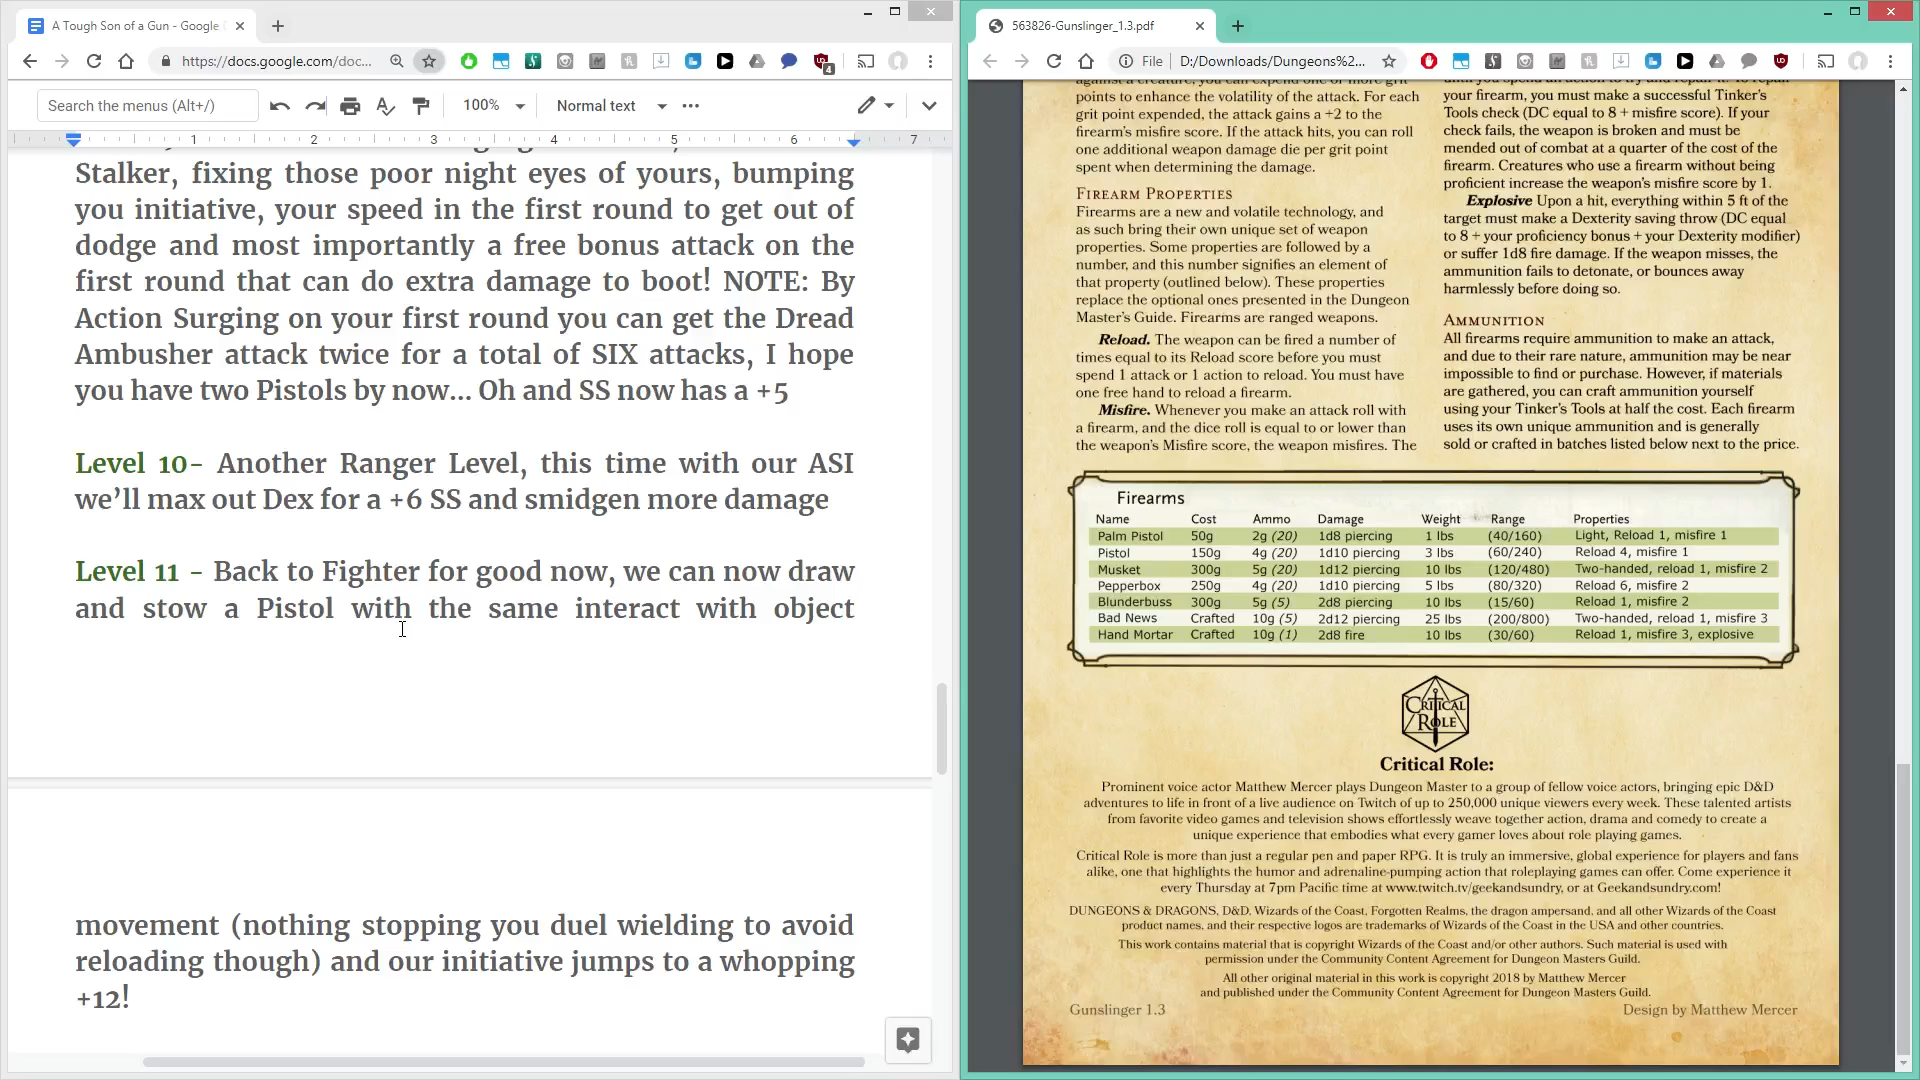 A Tough Son of a Gun - Google
https://docs.google.com/doc...
4
Search the menus (Alt+/)
100%
Normal text
1 2 3 4 5 6 7
Stalker, fixing those poor night eyes of yours, bumping
you initiative, your speed in the first round to get out of
dodge and most importantly a free bonus attack on the
first round that can do extra damage to boot! NOTE: By
Action Surging on your first round you can get the Dread
Ambusher attack twice for a total of SIX attacks, I hope
you have two Pistols by now... Oh and SS now has a +5
Level 10- Another Ranger Level, this time with our ASI
we’ll max out Dex for a +6 SS and smidgen more damage
Level 11 - Back to Fighter for good now, we can now draw
and stow a Pistol with the same interact with object
movement (nothing stopping you duel wielding to avoid
reloading though) and our initiative jumps to a whopping
+12!
563826-Gunslinger_1.3.pdf
File
D:/Downloads/Dungeons%2...
against a creature, you can expend one or more grit
points to enhance the volatility of the attack. For each
grit point expended, the attack gains a +2 to the
firearm's misfire score. If the attack hits, you can roll
one additional weapon damage die per grit point
spent when determining the damage.
Firearm Properties
Firearms are a new and volatile technology, and
as such bring their own unique set of weapon
properties. Some properties are followed by a
number, and this number signifies an element of
that property (outlined below). These properties
replace the optional ones presented in the Dungeon
Master's Guide. Firearms are ranged weapons.
Reload. The weapon can be fired a number of
times equal to its Reload score before you must
spend 1 attack or 1 action to reload. You must have
one free hand to reload a firearm.
Misfire. Whenever you make an attack roll with
a firearm, and the dice roll is equal to or lower than
the weapon's Misfire score, the weapon misfires. The
your firearm, you must make a successful Tinker's
Tools check (DC equal to 8 + misfire score). If your
check fails, the weapon is broken and must be
mended out of combat at a quarter of the cost of the
firearm. Creatures who use a firearm without being
proficient increase the weapon's misfire score by 1.
Explosive Upon a hit, everything within 5 ft of the
target must make a Dexterity saving throw (DC equal
to 8 + your proficiency bonus + your Dexterity modifier)
or suffer 1d8 fire damage. If the weapon misses, the
ammunition fails to detonate, or bounces away
harmlessly before doing so.
Ammunition
All firearms require ammunition to make an attack,
and due to their rare nature, ammunition may be near
impossible to find or purchase. However, if materials
are gathered, you can craft ammunition yourself
using your Tinker's Tools at half the cost. Each firearm
uses its own unique ammunition and is generally
sold or crafted in batches listed below next to the price.
Firearms
Name Cost Ammo Damage Weight Range Properties
Palm Pistol 50g 2g (20) 1d8 piercing 1 lbs (40/160) Light, Reload 1, misfire 1
Pistol 150g 4g (20) 1d10 piercing 3 lbs (60/240) Reload 4, misfire 1
Musket 300g 5g (20) 1d12 piercing 10 lbs (120/480) Two-handed, reload 1, misfire 2
Pepperbox 250g 4g (20) 1d10 piercing 5 lbs (80/320) Reload 6, misfire 2
Blunderbuss 300g 5g (5) 2d8 piercing 10 lbs (15/60) Reload 1, misfire 2
Bad News Crafted 10g (5) 2d12 piercing 25 lbs (200/800) Two-handed, reload 1, misfire 3
Hand Mortar Crafted 10g (1) 2d8 fire 10 lbs (30/60) Reload 1, misfire 3, explosive
CRITICAL
ROLE
Critical Role:
Prominent voice actor Matthew Mercer plays Dungeon Master to a group of fellow voice actors, bringing epic D&D
adventures to life in front of a live audience on Twitch of up to 250,000 unique viewers every week. These talented artists
from favorite video games and television shows effortlessly weave together action, drama and comedy to create a
unique experience that embodies what every gamer loves about role playing games.
Critical Role is more than just a regular pen and paper RPG. It is truly an immersive, global experience for players and fans
alike, one that highlights the humor and adrenaline-pumping action that roleplaying games can offer. Come experience it
every Thursday at 7pm Pacific time at www.twitch.tv/geekandsundry, or at Geekandsundry.com!
DUNGEONS & DRAGONS, D&D, Wizards of the Coast, Forgotten Realms, the dragon ampersand, and all other Wizards of the Coast
product names, and their respective logos are trademarks of Wizards of the Coast in the USA and other countries.
This work contains material that is copyright Wizards of the Coast and/or other authors. Such material is used with
permission under the Community Content Agreement for Dungeon Masters Guild.
All other original material in this work is copyright 2018 by Matthew Mercer
and published under the Community Content Agreement for Dungeon Masters Guild.
Gunslinger 1.3
Design by Matthew Mercer